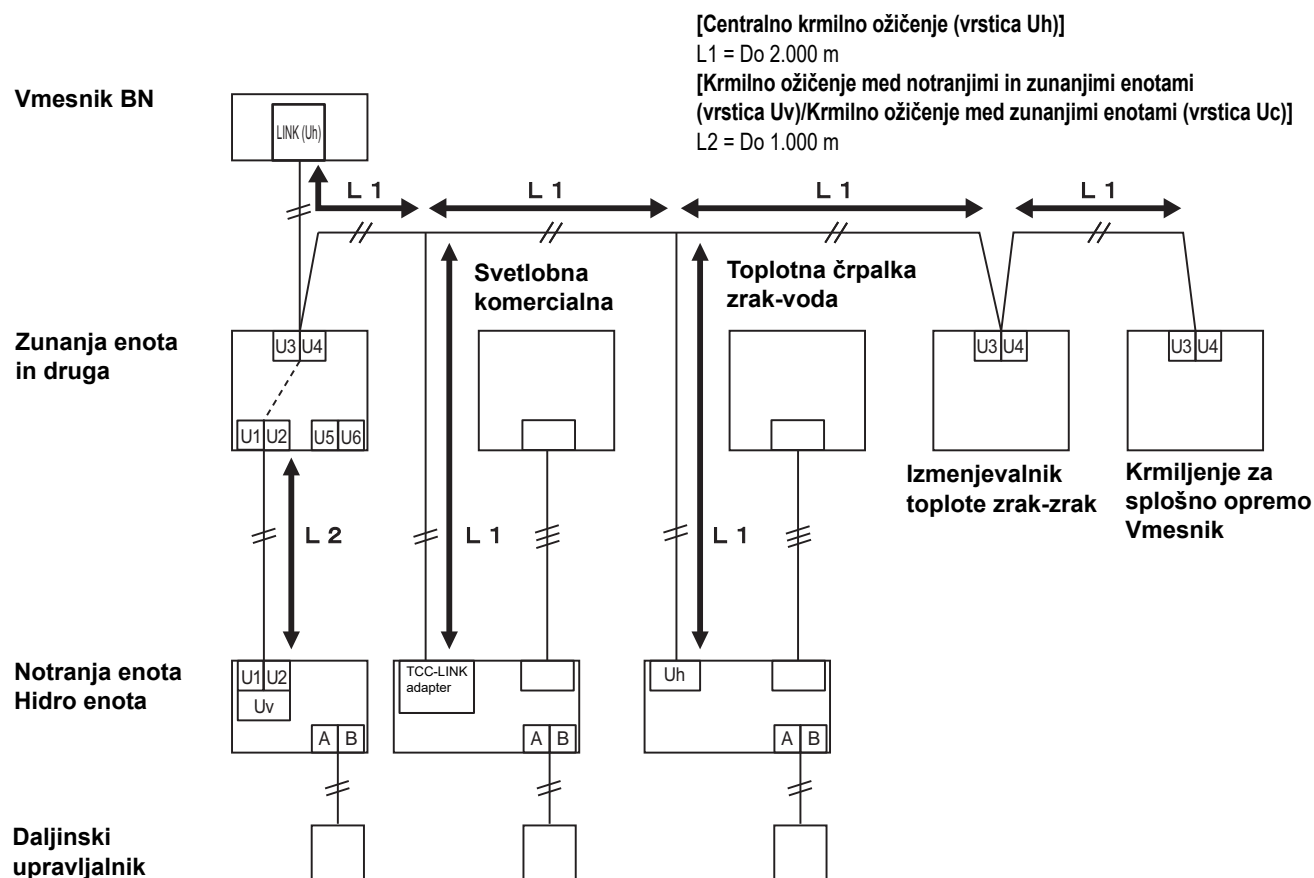 [Centralno krmilno ožičenje (vrstica Uh)]
L1 = Do 2.000 m
[Krmilno ožičenje med notranjimi in zunanjimi enotami
(vrstica Uv)/Krmilno ožičenje med zunanjimi enotami (vrstica Uc)]
L2 = Do 1.000 m
Vmesnik BN
LINK (Uh)
L 1
L 1
L 1
L 1
Svetlobna
komercialna
Toplotna črpalka
zrak-voda
Zunanja enota
in druga
U3 U4
U3 U4
U3 U4
U1 U2
U5 U6
Izmenjevalnik
toplote zrak-zrak
Krmiljenje za
splošno opremo
Vmesnik
L 2
L 1
L 1
Notranja enota
Hidro enota
U1 U2
Uv
TCC-LINK
adapter
Uh
A B
A B
A B
Daljinski
upravljalnik